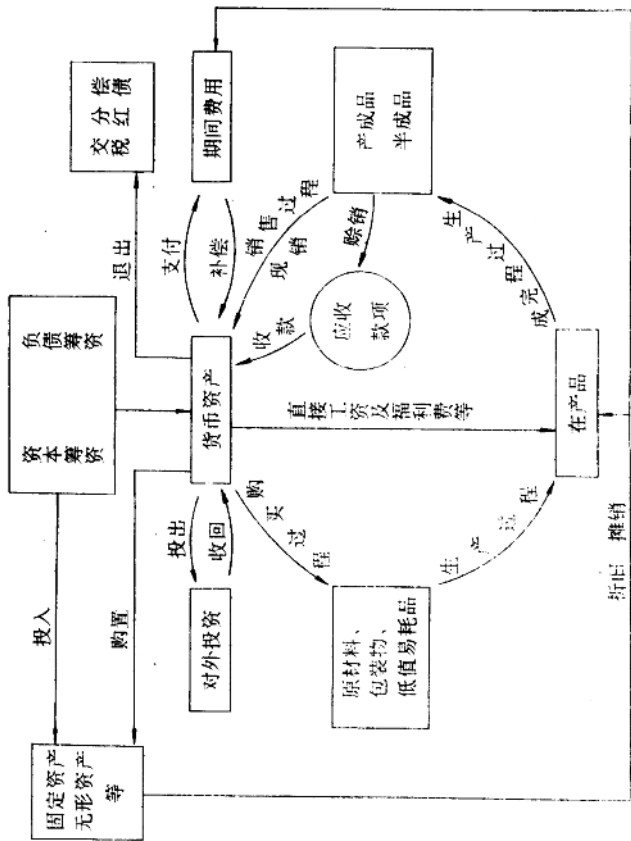 资本筹资
负债筹资
投入
购置
退出
交 分 偿
税 红 债
固定资产
无形资产
等
对外投资
投出
收回
货币资产
支付
补偿
期间费用
购买过程
收款
销售过程
现销
赊销
应收
款项
直接工资及福利费等
原材料、
包装物、
低值易耗品
产成品
半成品
生产过程
生产过程完成
在产品
折旧 摊销